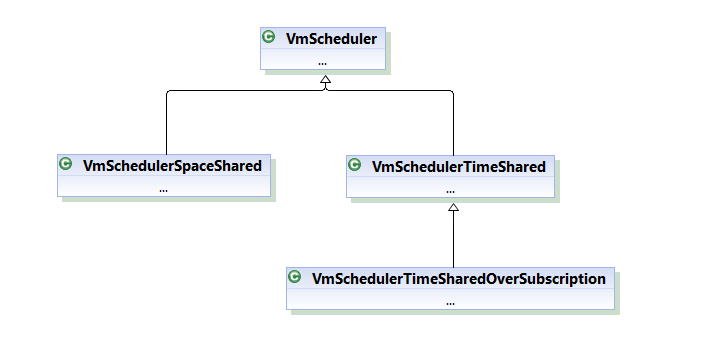 C VmScheduler
...
C VmSchedulerSpaceShared
...
C VmSchedulerTimeShared
...
C VmSchedulerTimeSharedOverSubscription
...